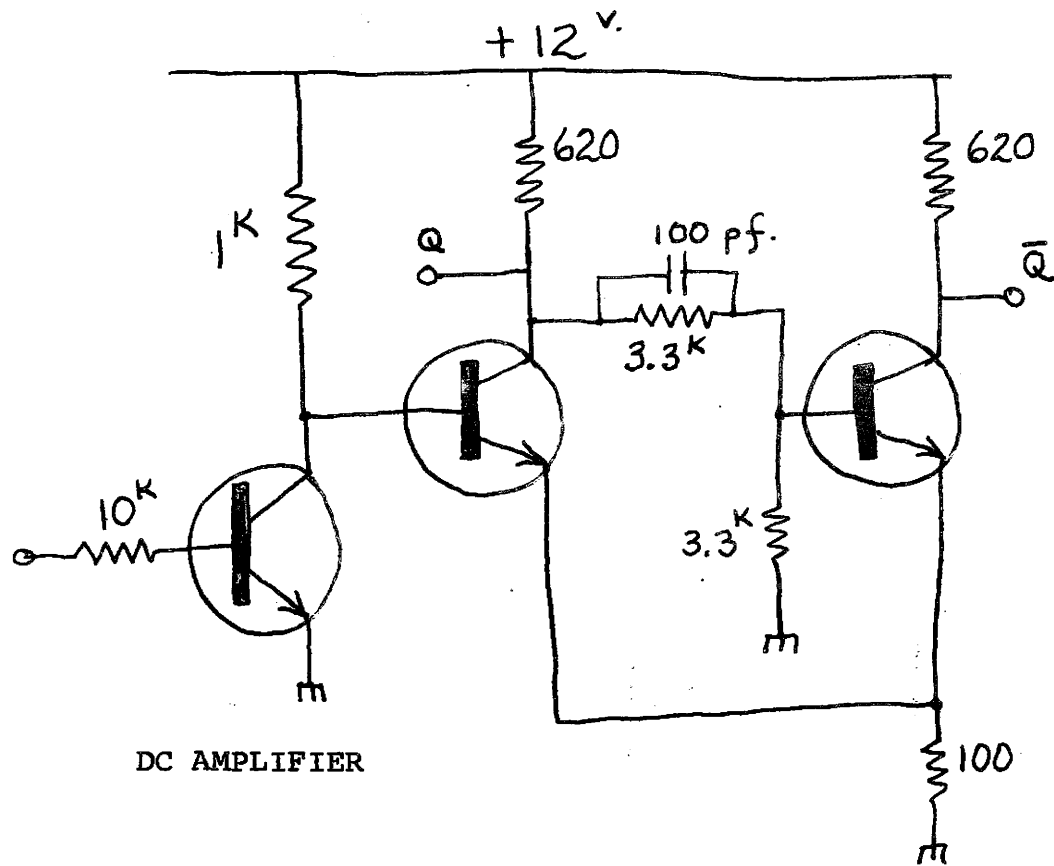 +12 v.
620
620
1K
Q
100 pf.
Q̅
3.3K
10K
3.3K
DC AMPLIFIER
100